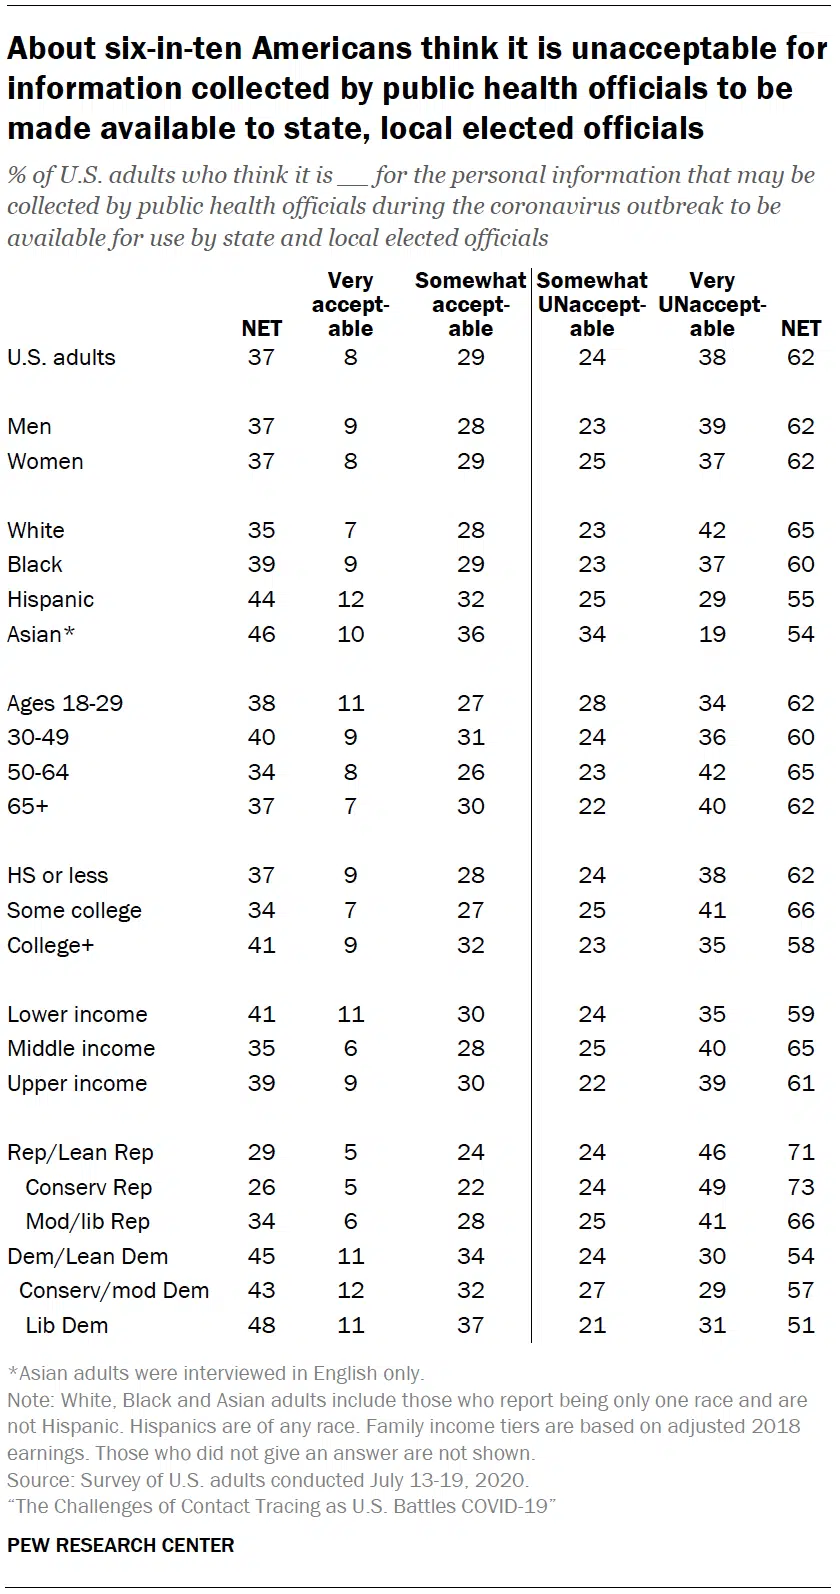 About six-in-ten Americans think it is unacceptable for
information collected by public health officials to be
made available to state, local elected officials
% of U.S. adults who think it is __ for the personal information that may be
collected by public health officials during the coronavirus outbreak to be
available for use by state and local elected officials
NET Very accept-able Somewhat accept-able Somewhat UNaccept-able Very UNaccept-able NET
U.S. adults 37 8 29 24 38 62
Men 37 9 28 23 39 62
Women 37 8 29 25 37 62
White 35 7 28 23 42 65
Black 39 9 29 23 37 60
Hispanic 44 12 32 25 29 55
Asian* 46 10 36 34 19 54
Ages 18-29 38 11 27 28 34 62
30-49 40 9 31 24 36 60
50-64 34 8 26 23 42 65
65+ 37 7 30 22 40 62
HS or less 37 9 28 24 38 62
Some college 34 7 27 25 41 66
College+ 41 9 32 23 35 58
Lower income 41 11 30 24 35 59
Middle income 35 6 28 25 40 65
Upper income 39 9 30 22 39 61
Rep/Lean Rep 29 5 24 24 46 71
Conserv Rep 26 5 22 24 49 73
Mod/lib Rep 34 6 28 25 41 66
Dem/Lean Dem 45 11 34 24 30 54
Conserv/mod Dem 43 12 32 27 29 57
Lib Dem 48 11 37 21 31 51
*Asian adults were interviewed in English only.
Note: White, Black and Asian adults include those who report being only one race and are
not Hispanic. Hispanics are of any race. Family income tiers are based on adjusted 2018
earnings. Those who did not give an answer are not shown.
Source: Survey of U.S. adults conducted July 13-19, 2020.
“The Challenges of Contact Tracing as U.S. Battles COVID-19”
PEW RESEARCH CENTER